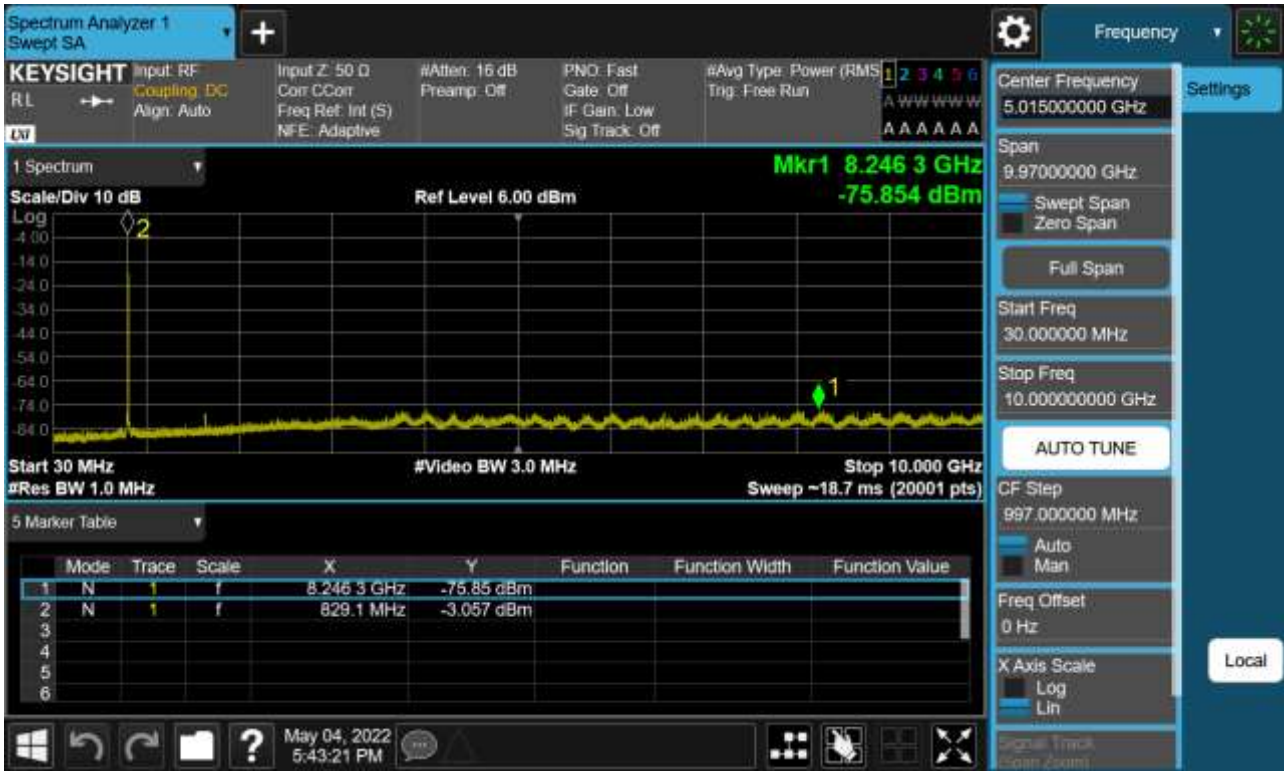 Spectrum Analyzer 1
Swept SA
+
Frequency
KEYSIGHT
RL
LXI
Input: RF
Coupling: DC
Align: Auto
Input Z: 50 Ω
Corr CCorr
Freq Ref: Int (S)
NFE: Adaptive
#Atten: 16 dB
Preamp: Off
PNO: Fast
Gate: Off
IF Gain: Low
Sig Track: Off
#Avg Type: Power (RMS
Trig: Free Run
1 2 3 4 5 6
A W W W W W
A A A A A A
1 Spectrum
Scale/Div 10 dB
Ref Level 6.00 dBm
Mkr1 8.246 3 GHz
-75.854 dBm
Log
-4.00
-14.0
-24.0
-34.0
-44.0
-54.0
-64.0
-74.0
-84.0
2
1
Start 30 MHz
#Video BW 3.0 MHz
Stop 10.000 GHz
#Res BW 1.0 MHz
Sweep ~18.7 ms (20001 pts)
5 Marker Table
Mode Trace Scale X Y Function Function Width Function Value
1 N 1 f 8.246 3 GHz -75.85 dBm
2 N 1 f 829.1 MHz -3.057 dBm
3
4
5
6
?
May 04, 2022
5:43:21 PM
Center Frequency
5.015000000 GHz
Settings
Span
9.97000000 GHz
Swept Span
Zero Span
Full Span
Start Freq
30.000000 MHz
Stop Freq
10.000000000 GHz
AUTO TUNE
CF Step
997.000000 MHz
Auto
Man
Freq Offset
0 Hz
X Axis Scale
Log
Lin
Local
Signal Track
(Span Zoom)